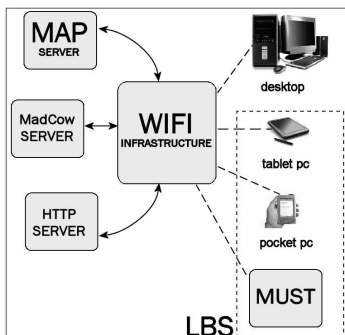 MAP
SERVER
MadCow
SERVER
HTTP
SERVER
WIFI
INFRASTRUCTURE
desktop
tablet pc
pocket pc
MUST
LBS